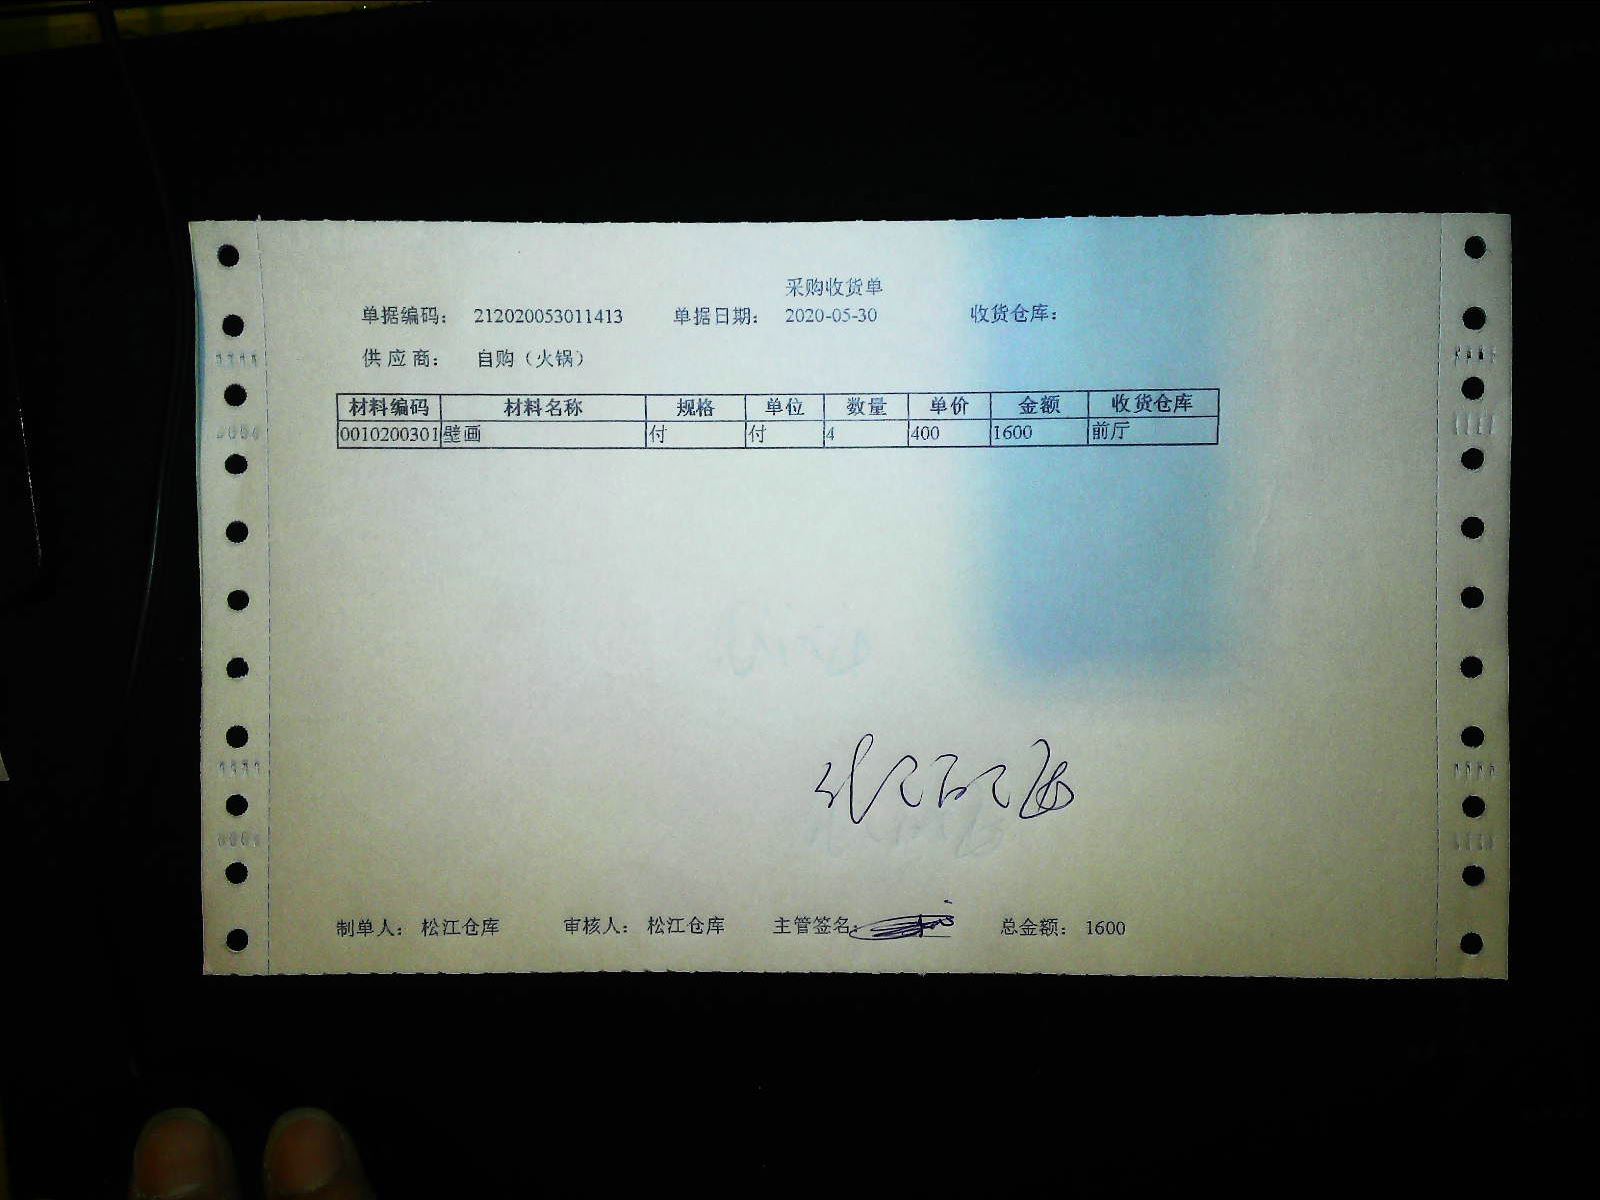 采购收货单
单据编码： 212020053011413 单据日期： 2020-05-30 收货仓库：
供应商： 自购（火锅）
材料编码 材料名称 规格 单位 数量 单价 金额 收货仓库
0010200301 壁画 付 付 4 400 1600 前厅
制单人： 松江仓库 审核人： 松江仓库 主管签名： 总金额： 1600